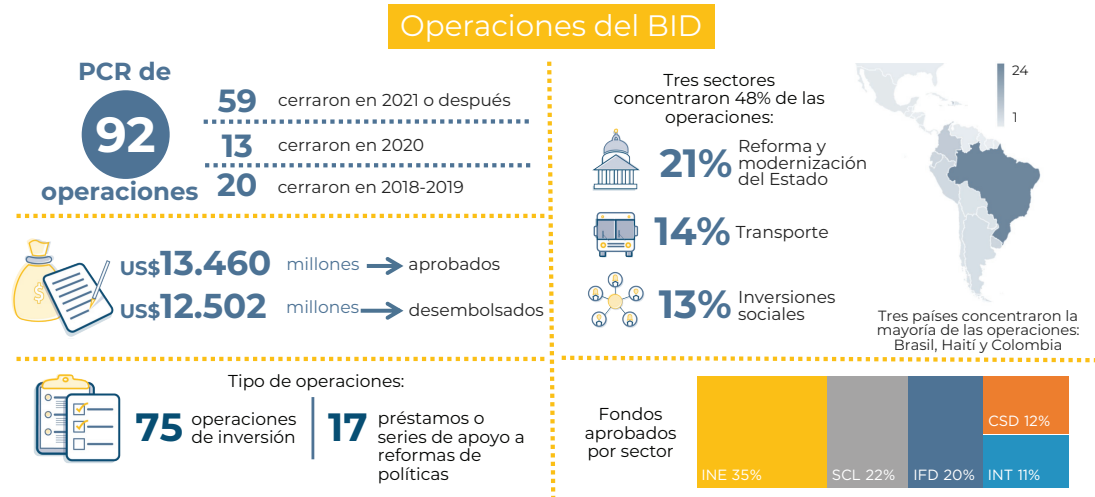 Operaciones del BID
PCR de
92
operaciones
59 cerraron en 2021 o después
13 cerraron en 2020
20 cerraron en 2018-2019
US$13.460 millones aprobados
US$12.502 millones desembolsados
Tipo de operaciones:
75 operaciones
de inversión
17 préstamos o
series de apoyo a
reformas de
políticas
Tres sectores
concentraron 48% de las
operaciones:
21% Reforma y
modernización
del Estado
14% Transporte
13% Inversiones
sociales
24
1
Tres países concentraron la
mayoría de las operaciones:
Brasil, Haití y Colombia
Fondos
aprobados
por sector
INE 35%
SCL 22%
IFD 20%
CSD 12%
INT 11%